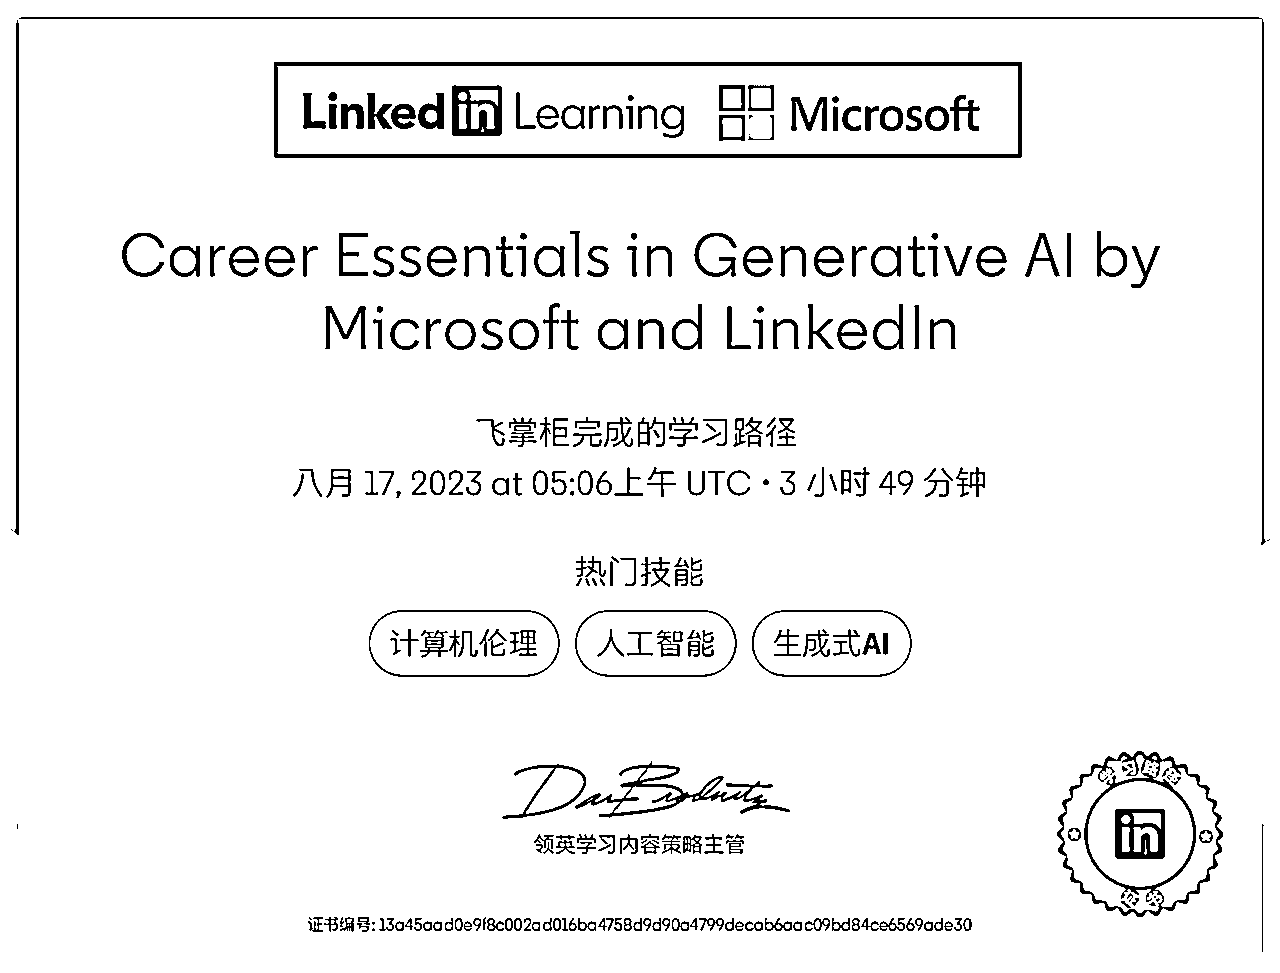 Linked in Learning Microsoft
Career Essentials in Generative AI by
Microsoft and LinkedIn
飞掌柜完成的学习路径
八月 17, 2023 at 05:06上午 UTC • 3 小时 49 分钟
热门技能
计算机伦理 人工智能 生成式AI
Dan Brodnitz
领英学习内容策略主管
学习路径
in
证书编号: 13a45aad0e9f8c002ad016ba4758d9d90a4799decab6aac09bd84ce6569ade30